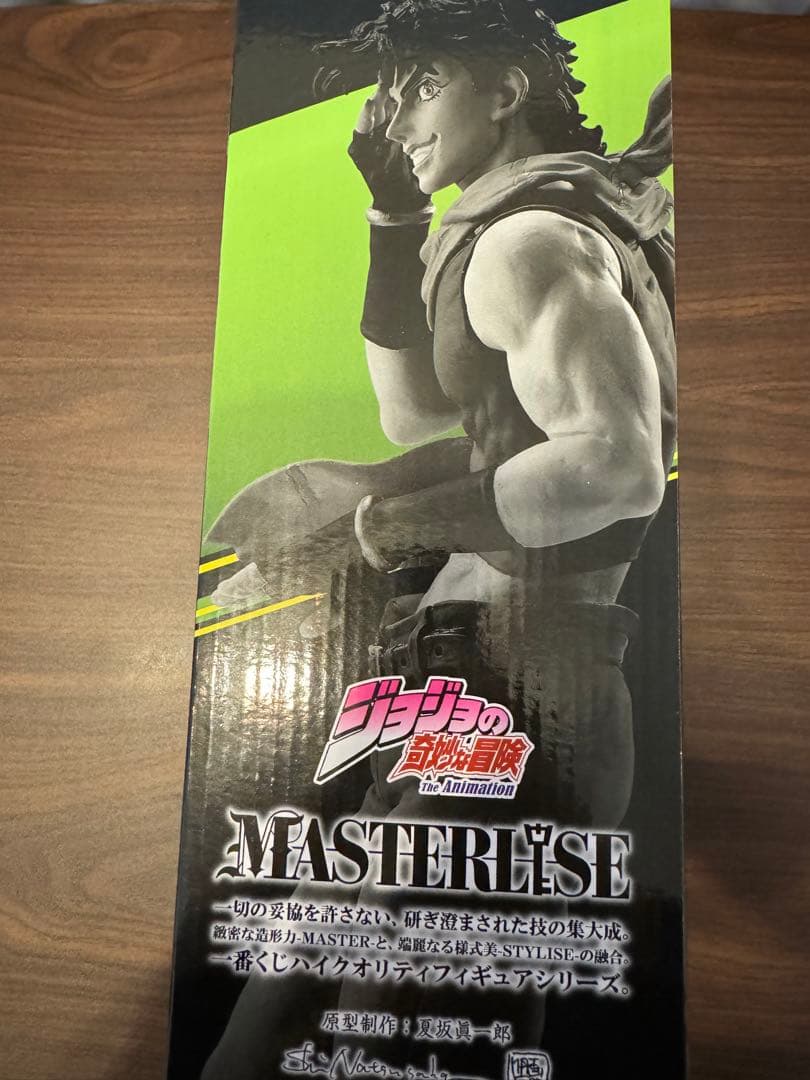 ジョジョの
奇妙な冒険
The Animation
MASTERLISE
一切の妥協を許さない、研ぎ澄まされた技の集大成。
緻密な造形力-MASTER-と、端麗なる様式美-STYLISE-の融合。
一番くじハイクオリティフィギュアシリーズ。
原型制作：夏坂眞一郎